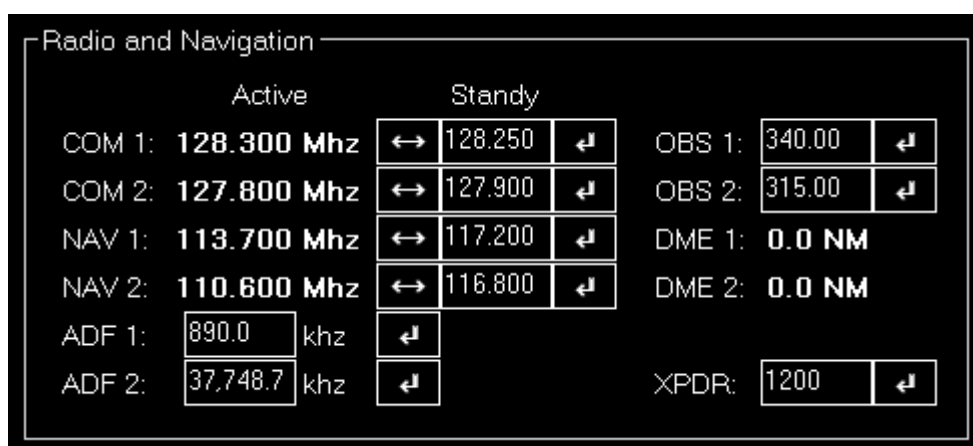 Radio and Navigation
Active Standy
COM 1: 128.300 Mhz ↔ 128.250 ↵ OBS 1: 340.00 ↵
COM 2: 127.800 Mhz ↔ 127.900 ↵ OBS 2: 315.00 ↵
NAV 1: 113.700 Mhz ↔ 117.200 ↵ DME 1: 0.0 NM
NAV 2: 110.600 Mhz ↔ 116.800 ↵ DME 2: 0.0 NM
ADF 1: 890.0 khz ↵
ADF 2: 37,748.7 khz ↵ XPDR: 1200 ↵